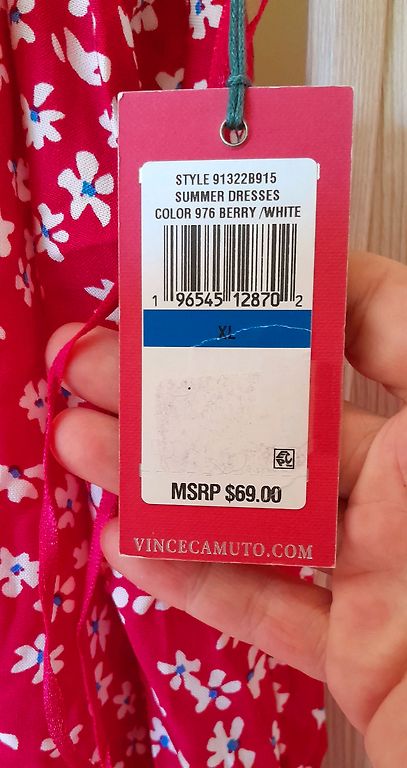 STYLE 91322B915
SUMMER DRESSES
COLOR 976 BERRY /WHITE
1 96545 12870 2
XL
MSRP $69.00
VINCECAMUTO.COM